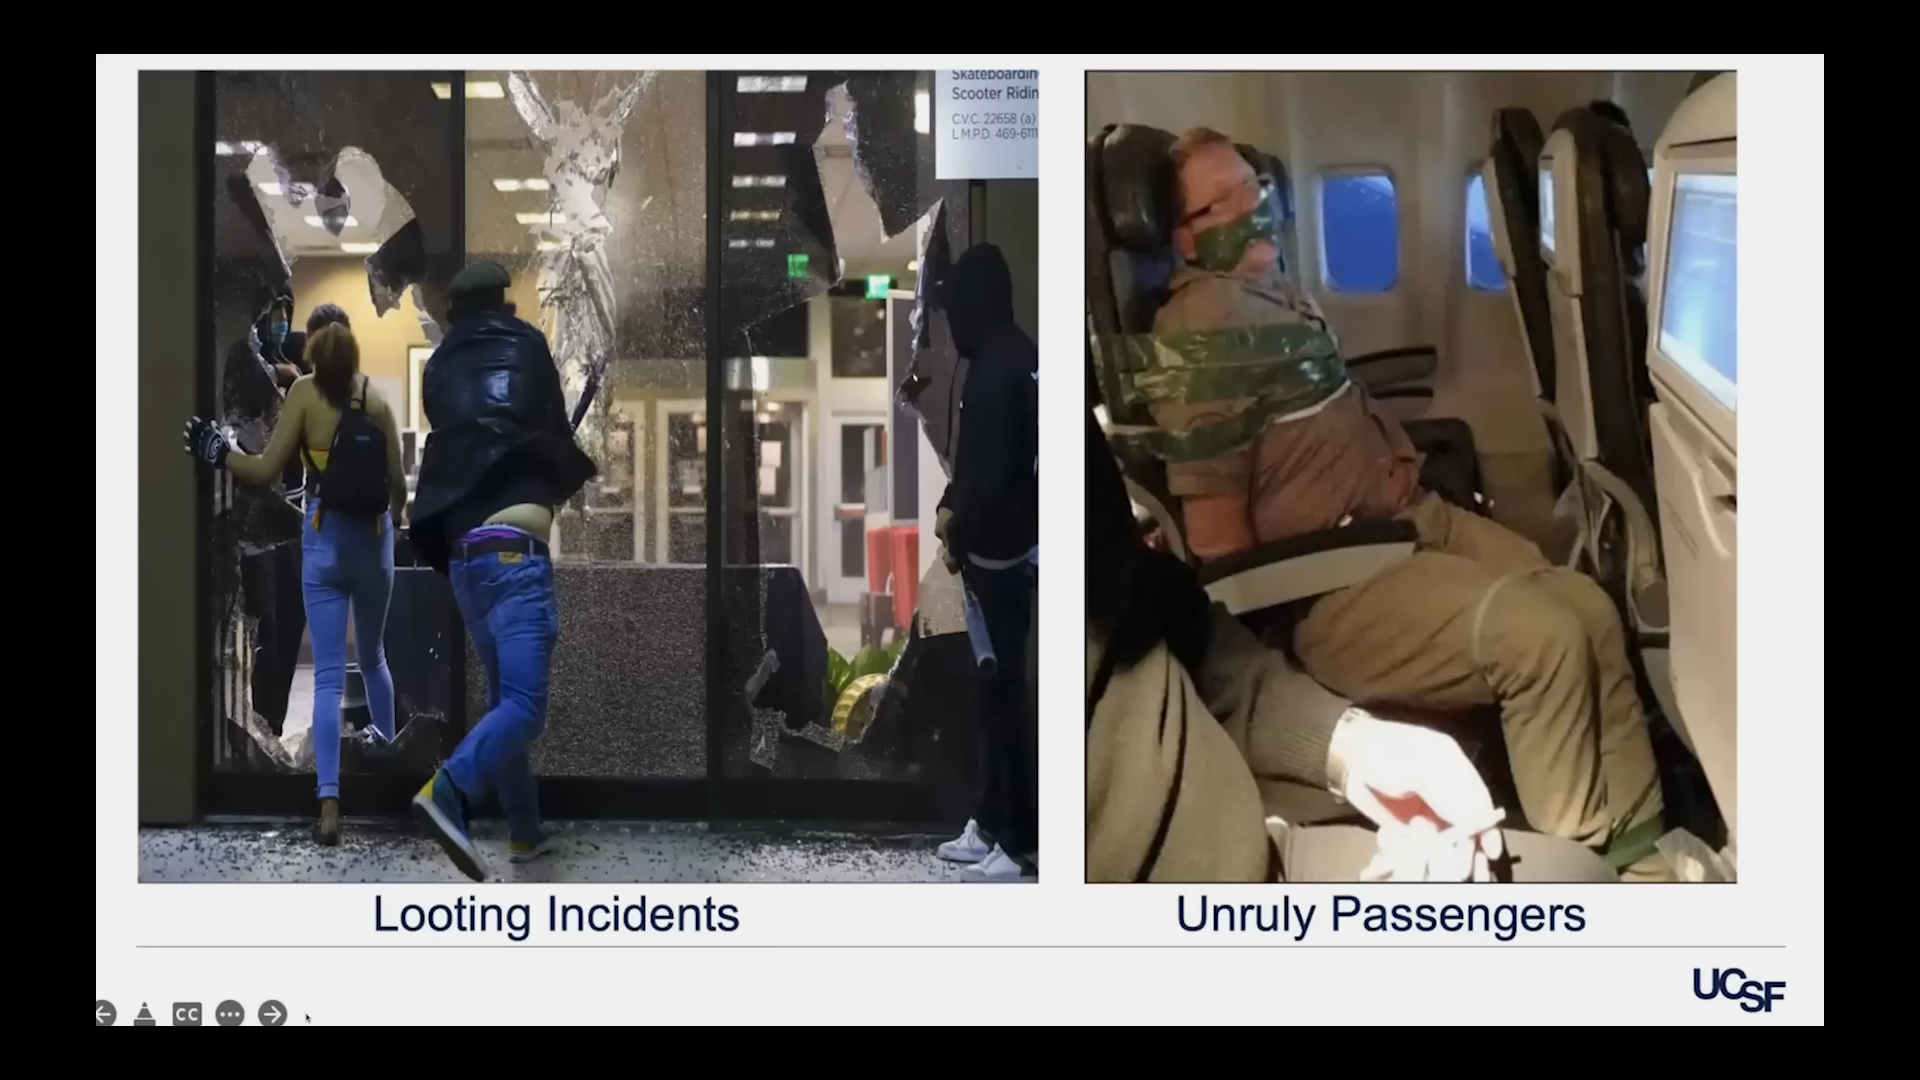 Skateboardin
Scooter Ridin
C.V.C. 22658 (a)
L.M.P.D. 469-6111
Looting Incidents
Unruly Passengers
UCSF
CC